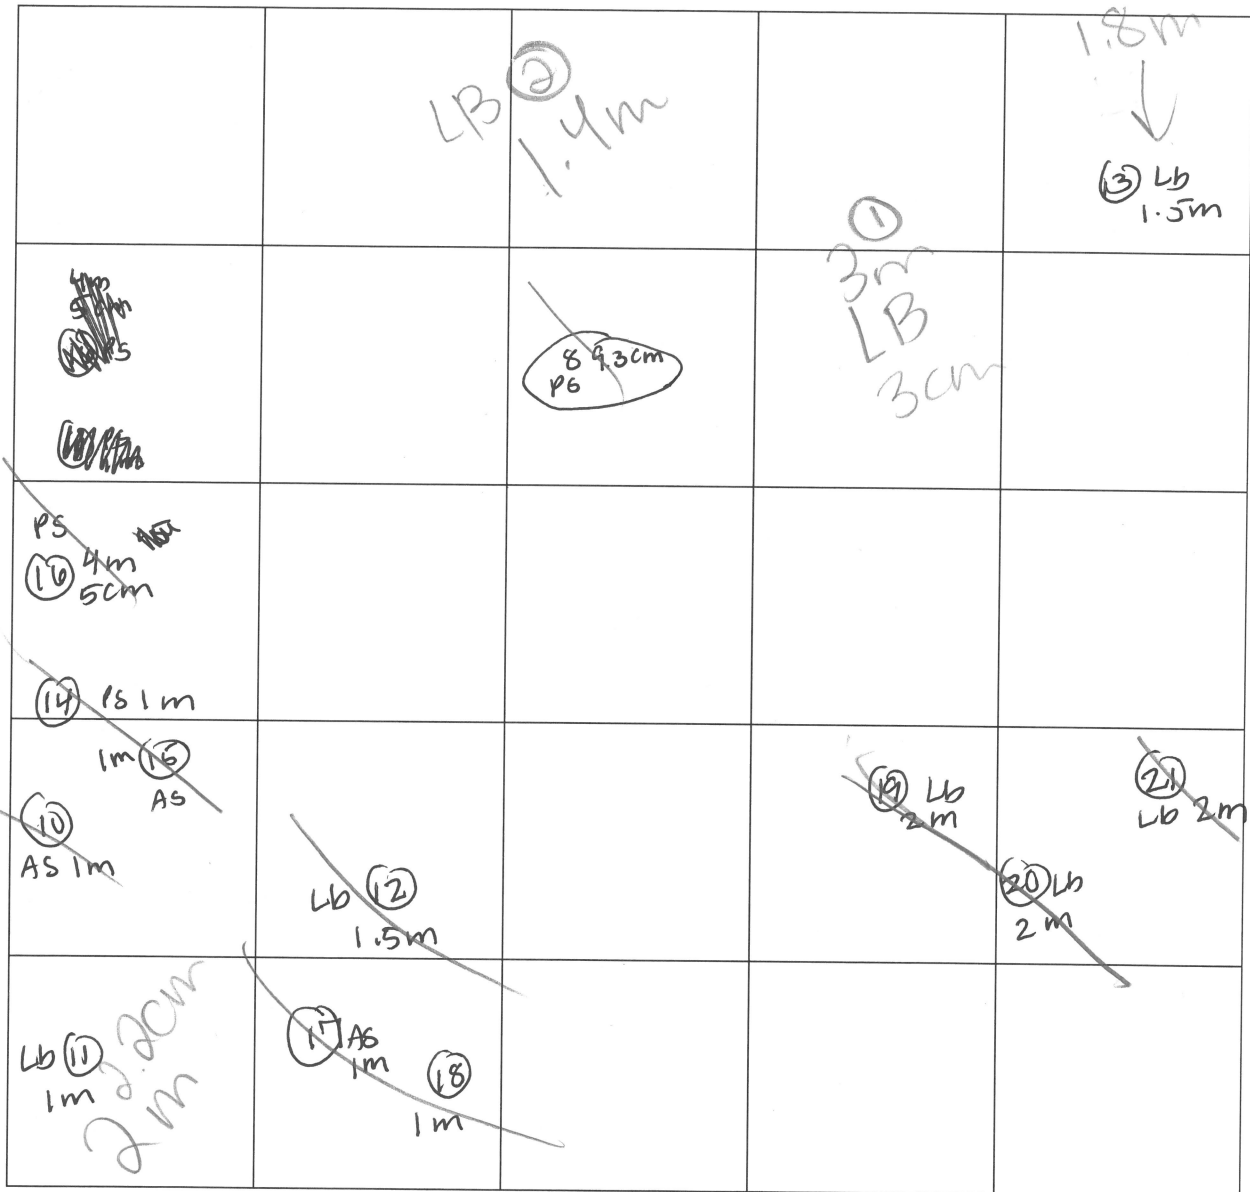 1.8m
LB ②
1.4m
⑬ Lb
1.5m
①
3m
LB
3cm
8 9.3cm
PS
PS
⑯ 4m
5cm
⑭ PS 1m
1m ⑮
AS
⑩
AS 1m
⑲ Lb
2m
㉑
Lb 2m
Lb ⑫
1.5m
⑳ Lb
2m
2.2cm
2m
Lb ⑪
1m
⑰ AS
1m
⑱
1m